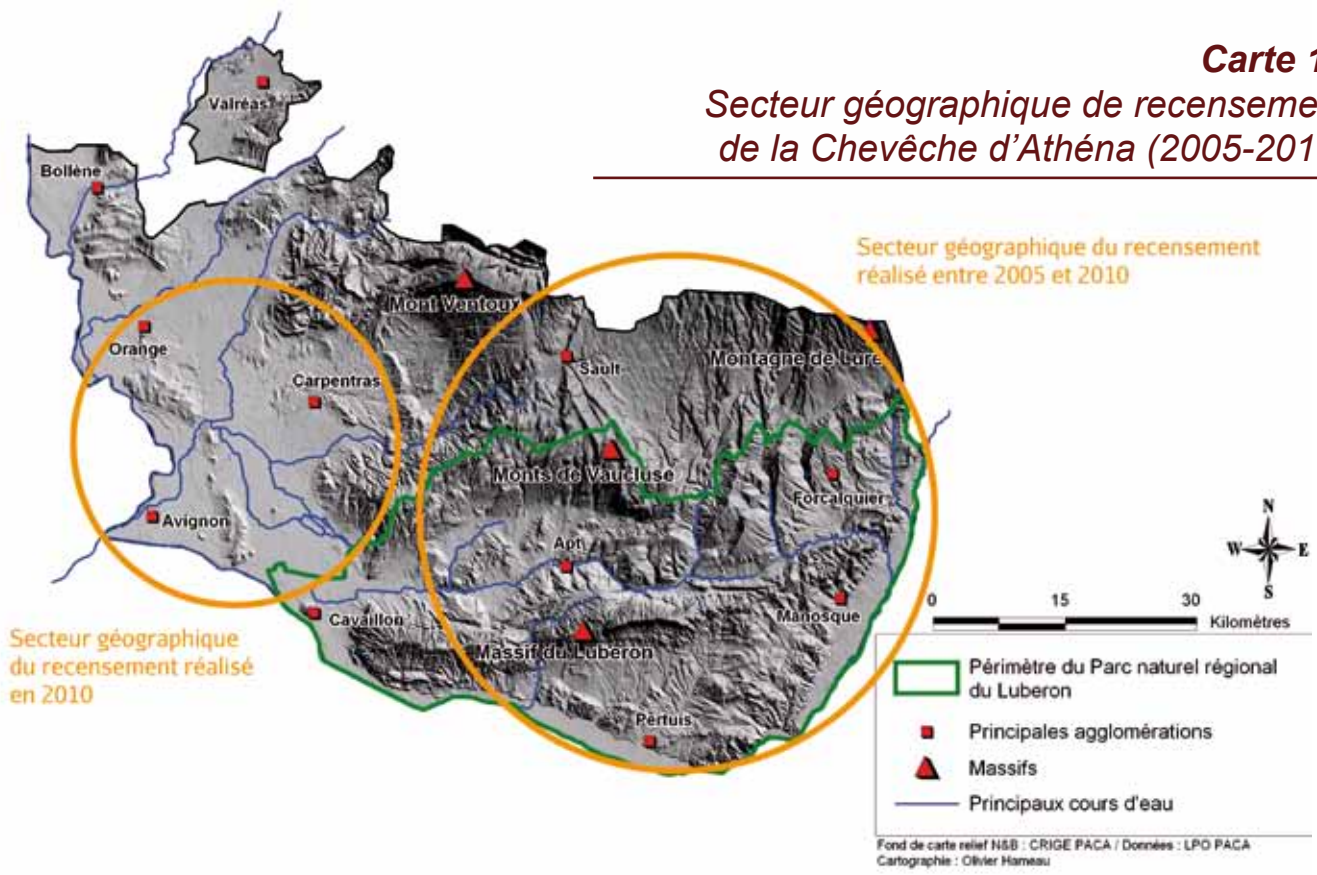 Carte 1
Secteur géographique de recenseme
de la Chevêche d'Athéna (2005-201
Valréas
Bollène
Secteur géographique du recensement
réalisé entre 2005 et 2010
Mont Ventoux
Orange
Sault
Montagne de Lure
Carpentras
Monts de Vaucluse
Forcalquier
Avignon
Apt
N
W E
S
Cavaillon
Manosque
0 15 30
Kilomètres
Secteur géographique
du recensement réalisé
en 2010
Massif du Luberon
Pertuis
Périmètre du Parc naturel régional
du Luberon
Principales agglomérations
Massifs
Principaux cours d'eau
Fond de carte relief N&B : CRIGE PACA / Données : LPO PACA
Cartographie : Olivier Hameau